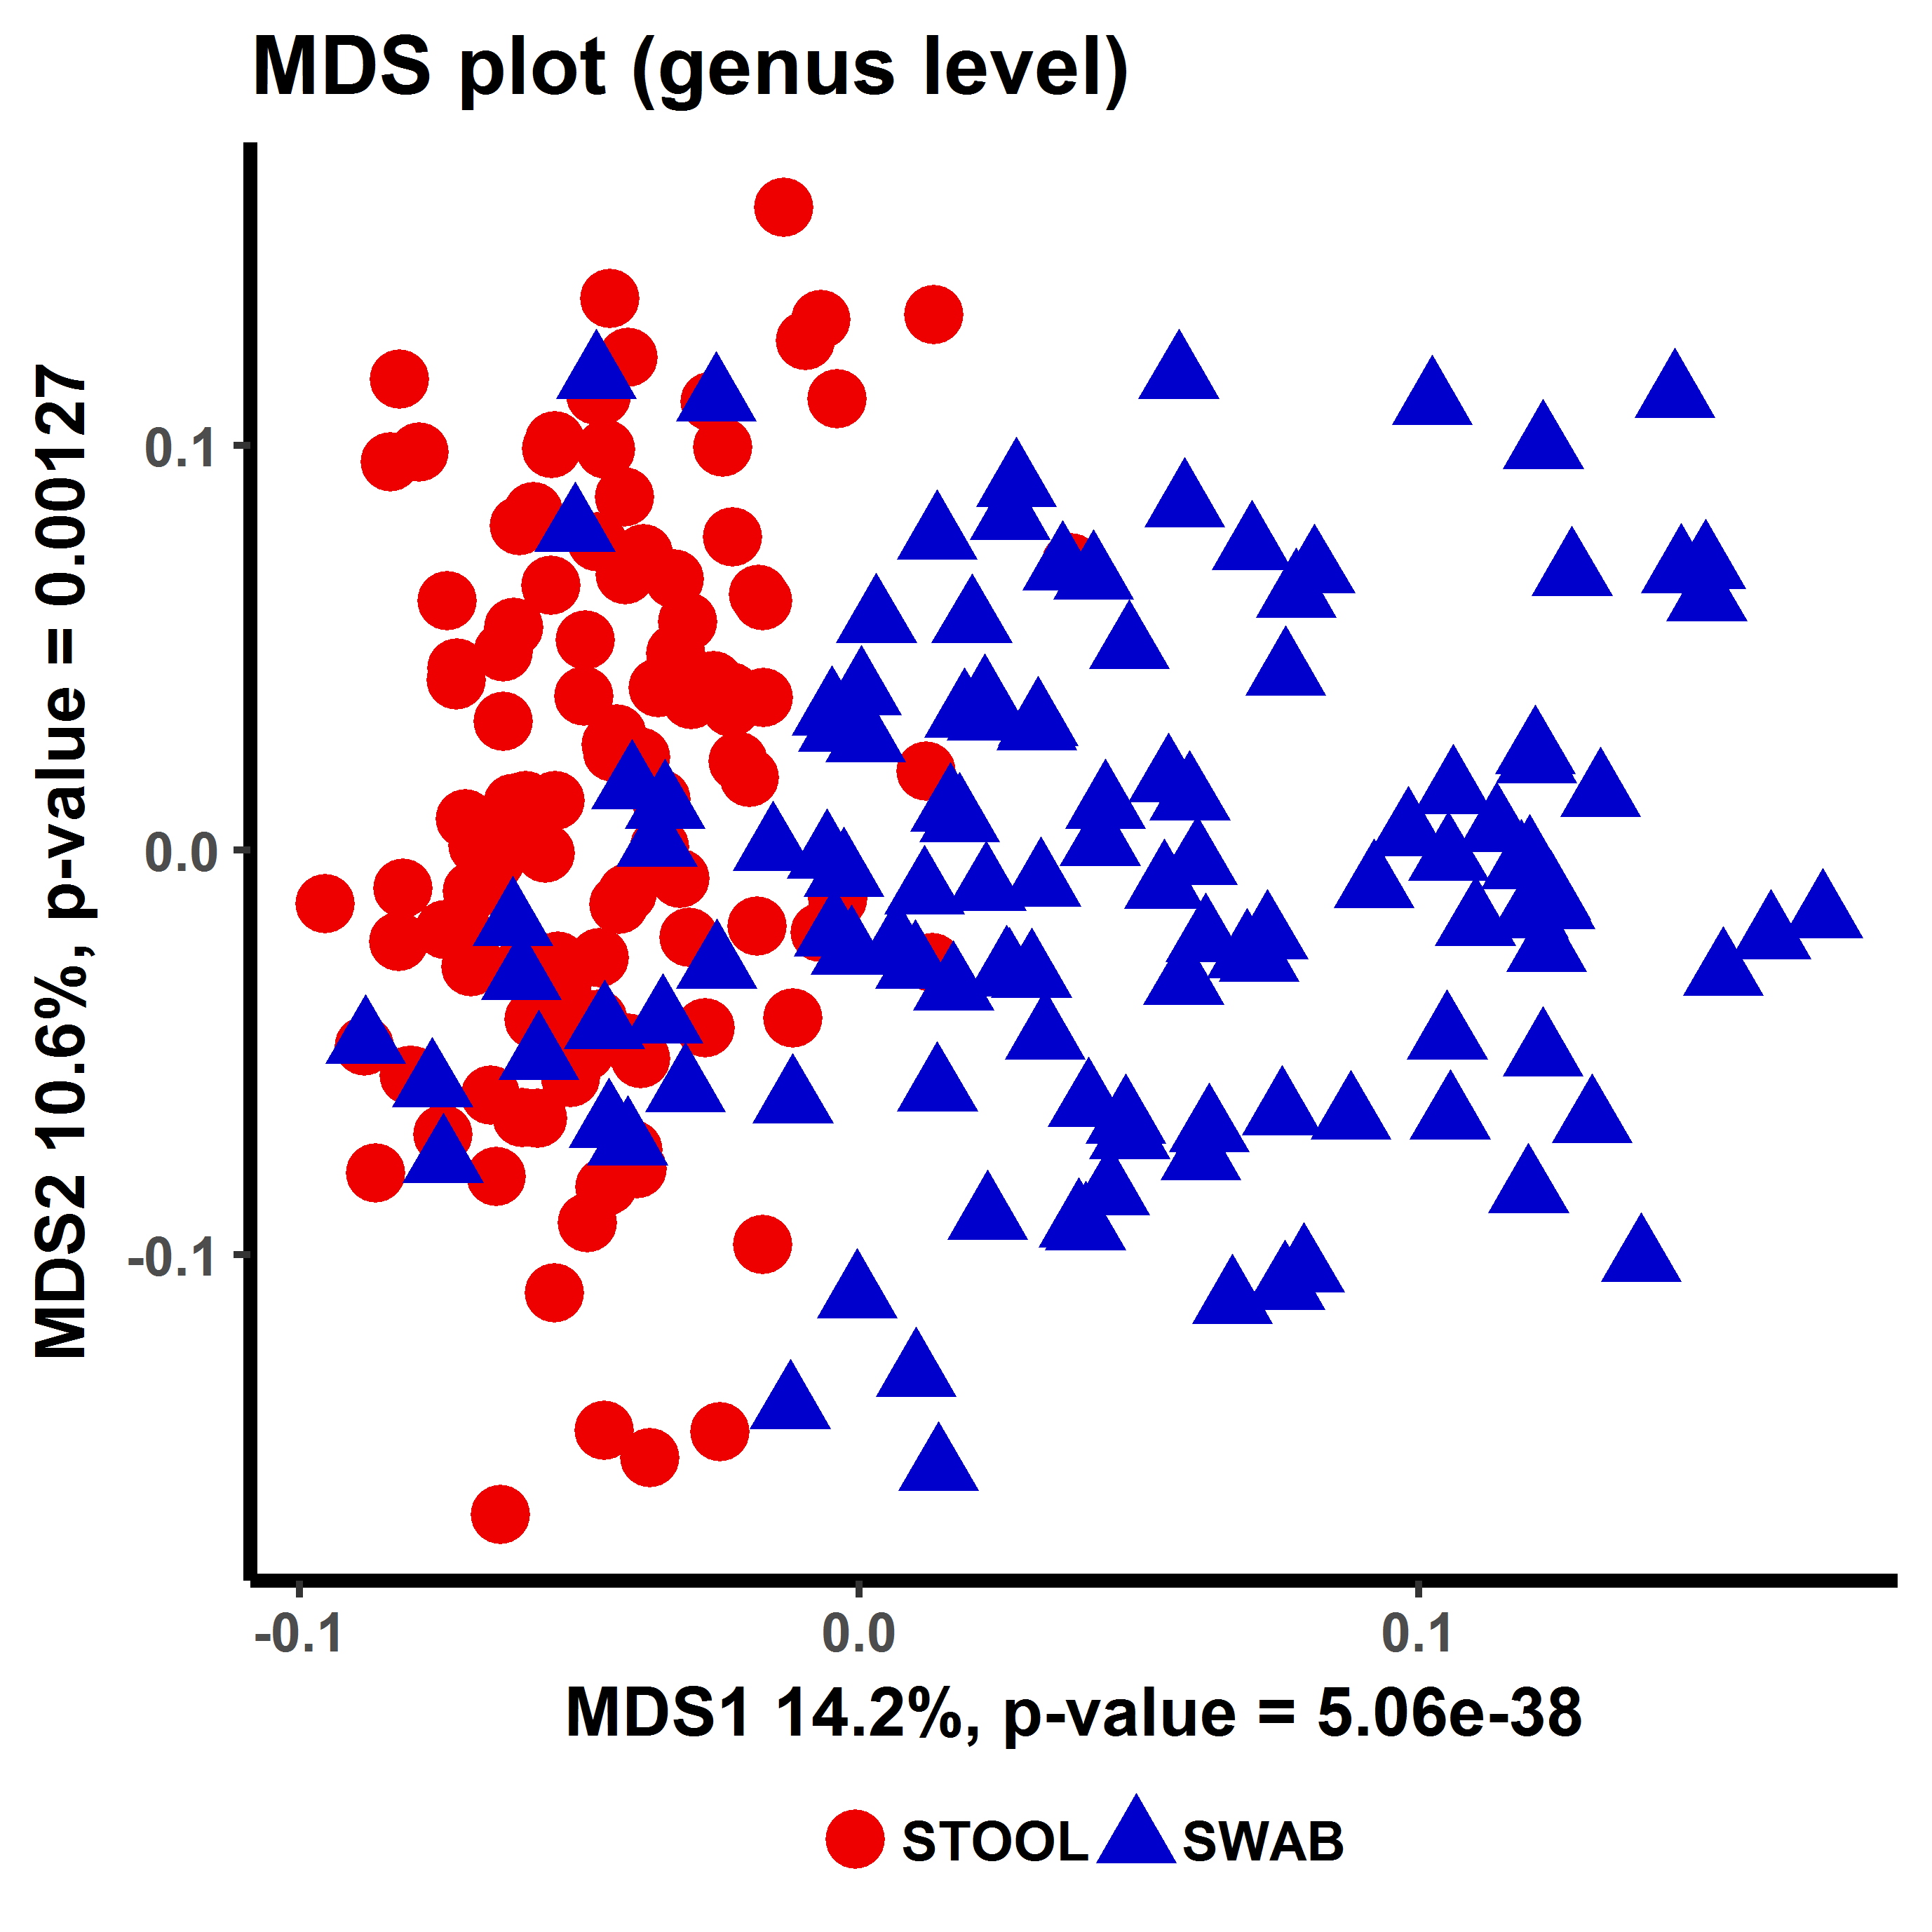 MDS plot (genus level)
MDS2 10.6%, p-value = 0.00127
0.1
0.0
-0.1
-0.1 0.0 0.1
MDS1 14.2%, p-value = 5.06e-38
STOOL SWAB